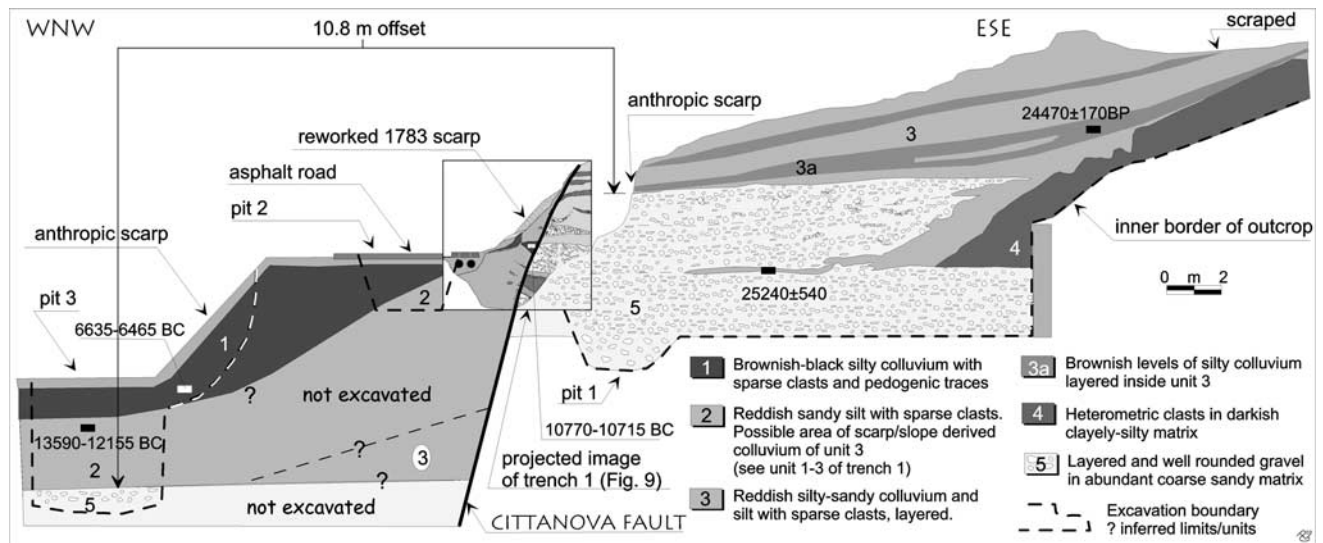 WNW
10.8 m offset
ESE
scraped
anthropic scarp
24470±170BP
3
reworked 1783 scarp
3a
asphalt road
pit 2
anthropic scarp
inner border of outcrop
4
pit 3
0 m 2
2
25240±540
6635-6465 BC
1
5
?
not excavated
pit 1
13590-12155 BC
10770-10715 BC
?
2
3
projected image
of trench 1 (Fig. 9)
?
5
not excavated
CITTANOVA FAULT
1 Brownish-black silty colluvium with
sparse clasts and pedogenic traces
2 Reddish sandy silt with sparse clasts.
Possible area of scarp/slope derived
colluvium of unit 3
(see unit 1-3 of trench 1)
3 Reddish silty-sandy colluvium and
silt with sparse clasts, layered.
3a Brownish levels of silty colluvium
layered inside unit 3
4 Heterometric clasts in darkish
clayely-silty matrix
5 Layered and well rounded gravel
in abundant coarse sandy matrix
Excavation boundary
? inferred limits/units